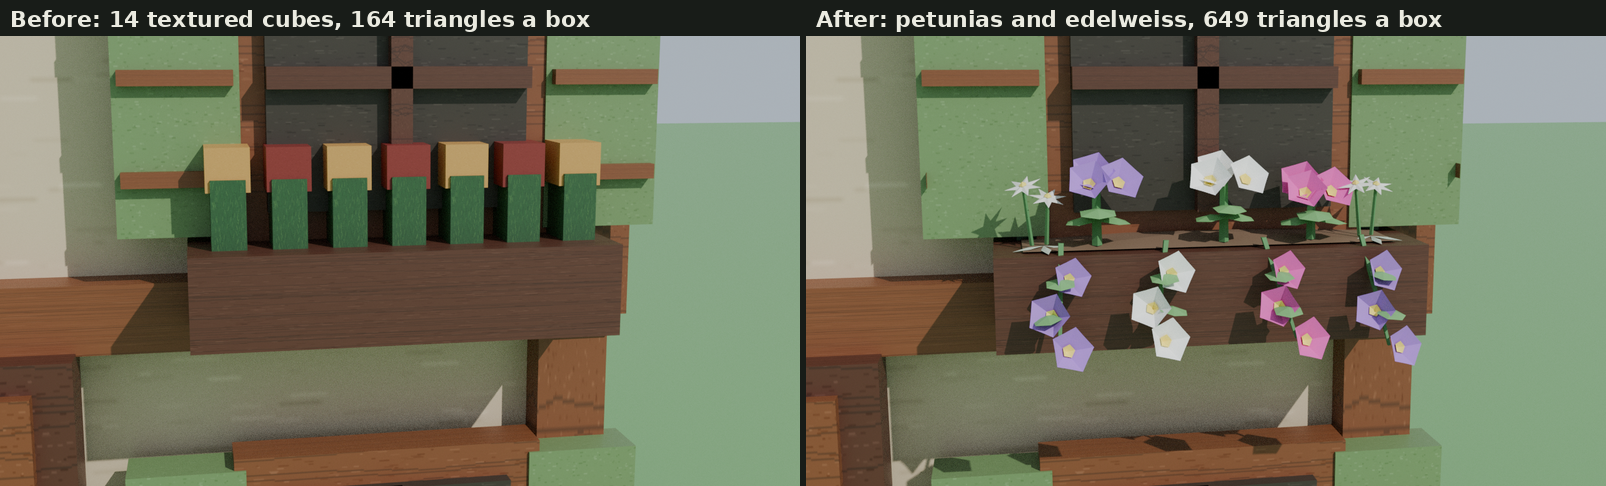 Before: 14 textured cubes, 164 triangles a box
After: petunias and edelweiss, 649 triangles a box